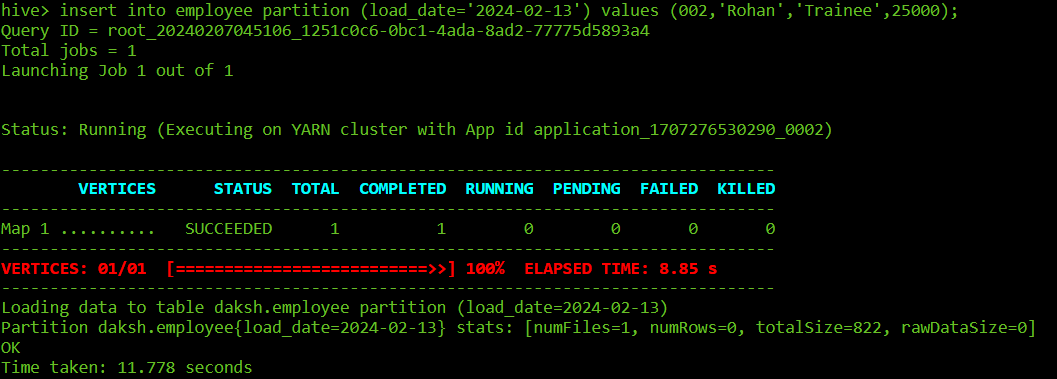 hive> insert into employee partition (load_date='2024-02-13') values (002,'Rohan','Trainee',25000);
Query ID = root_20240207045106_1251c0c6-0bc1-4ada-8ad2-77775d5893a4
Total jobs = 1
Launching Job 1 out of 1
Status: Running (Executing on YARN cluster with App id application_1707276530290_0002)
--------------------------------------------------------------------------------
VERTICES STATUS TOTAL COMPLETED RUNNING PENDING FAILED KILLED
--------------------------------------------------------------------------------
Map 1 .......... SUCCEEDED 1 1 0 0 0 0
--------------------------------------------------------------------------------
VERTICES: 01/01 [==========================>>] 100% ELAPSED TIME: 8.85 s
--------------------------------------------------------------------------------
Loading data to table daksh.employee partition (load_date=2024-02-13)
Partition daksh.employee{load_date=2024-02-13} stats: [numFiles=1, numRows=0, totalSize=822, rawDataSize=0]
OK
Time taken: 11.778 seconds